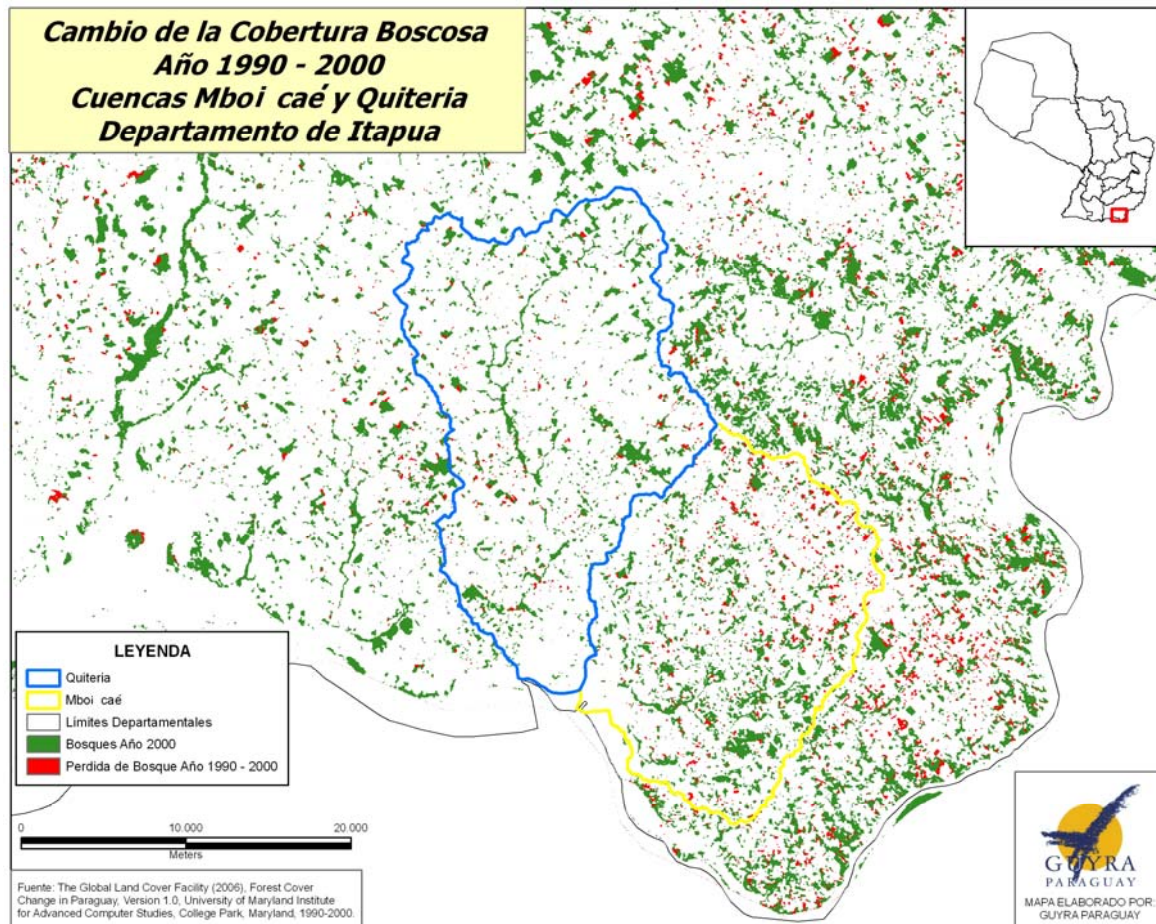 Cambio de la Cobertura Boscosa
Año 1990 - 2000
Cuencas Mboi caé y Quiteria
Departamento de Itapua
LEYENDA
Quiteria
Mboi caé
Límites Departamentales
Bosques Año 2000
Perdida de Bosque Año 1990 - 2000
0 10.000 20.000
Meters
Fuente: The Global Land Cover Facility (2006), Forest Cover
Change in Paraguay, Version 1.0, University of Maryland Institute
for Advanced Computer Studies, College Park, Maryland, 1990-2000.
GUYRA
PARAGUAY
MAPA ELABORADO POR:
GUYRA PARAGUAY